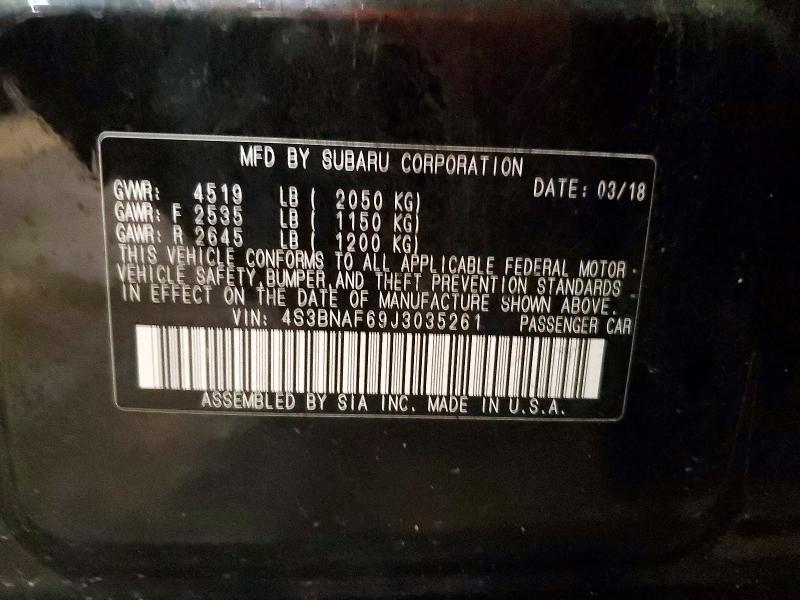 MFD BY SUBARU CORPORATION
GVWR: 4519 LB ( 2050 KG) DATE: 03/18
GAWR: F 2535 LB ( 1150 KG)
GAWR: R 2645 LB ( 1200 KG)
THIS VEHICLE CONFORMS TO ALL APPLICABLE FEDERAL MOTOR
VEHICLE SAFETY,BUMPER,AND THEFT PREVENTION STANDARDS
IN EFFECT ON THE DATE OF MANUFACTURE SHOWN ABOVE.
VIN: 4S3BNAF69J3035261 PASSENGER CAR
ASSEMBLED BY SIA INC. MADE IN U.S.A.